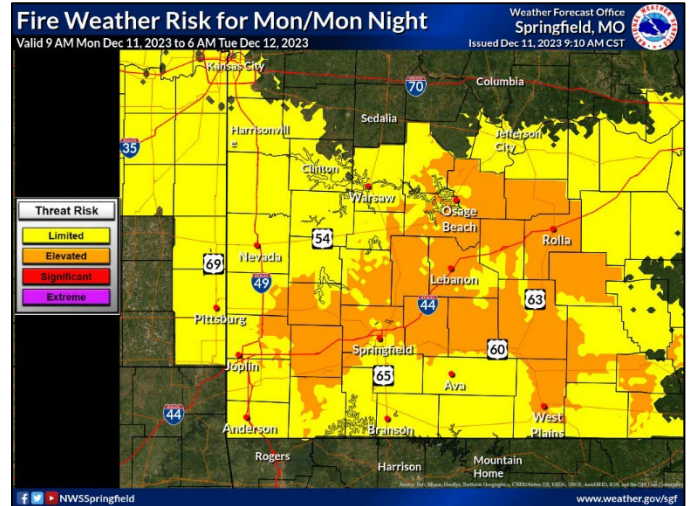 Fire Weather Risk for Mon/Mon Night
Valid 9 AM Mon Dec 11, 2023 to 6 AM Tue Dec 12, 2023
Weather Forecast Office
Springfield, MO
Issued Dec 11, 2023 9:10 AM CST
Kansas City
70
Columbia
Sedalia
Harrisonvill
e
Jefferson
City
35
Clinton
Warsaw
Osage
Beach
Threat Risk
Limited
Elevated
Significant
Extreme
54
Rolla
Nevada
69
49
Lebanon
63
44
Pittsburg
Springfield
60
Joplin
65
Ava
44
Anderson
Branson
West
Plains
Rogers
Harrison
Mountain
Home
NWSSpringfield
www.weather.gov/sgf